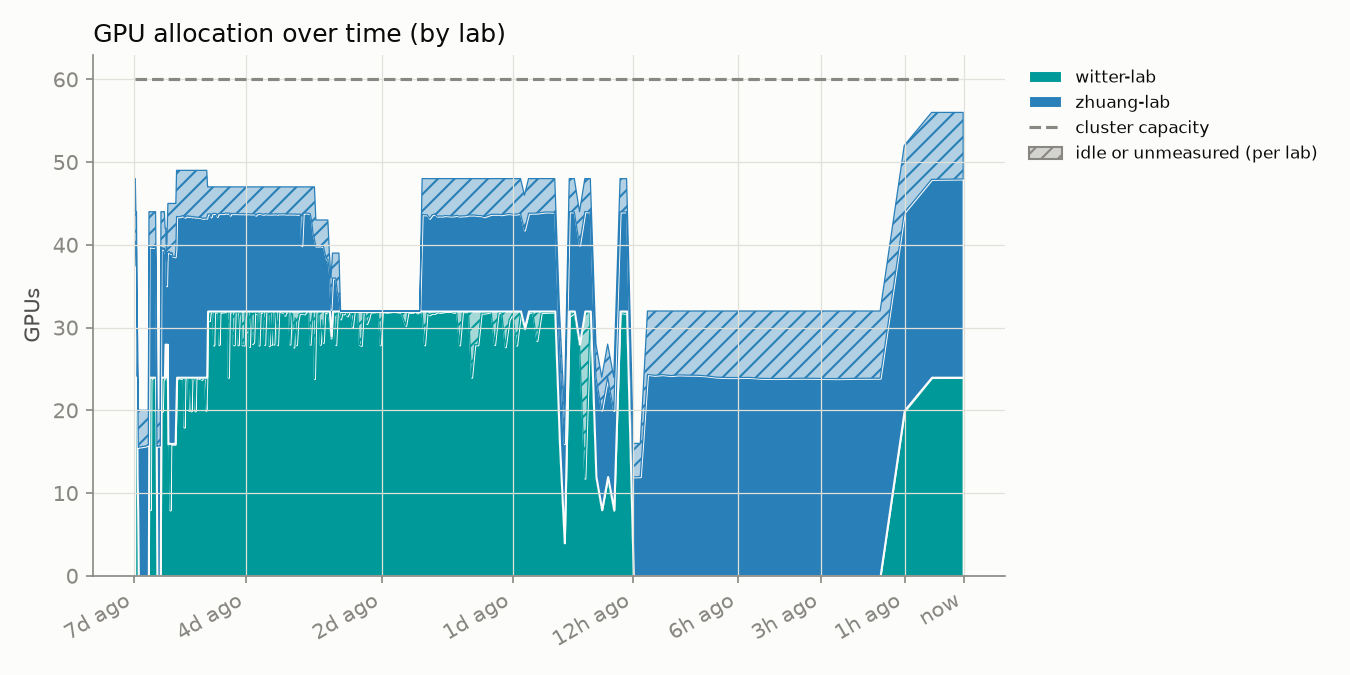 GPU allocation over time (by lab)
witter-lab
zhuang-lab
cluster capacity
idle or unmeasured (per lab)
GPUs
60
50
40
30
20
10
0
7d ago
4d ago
2d ago
1d ago
12h ago
6h ago
3h ago
1h ago
now